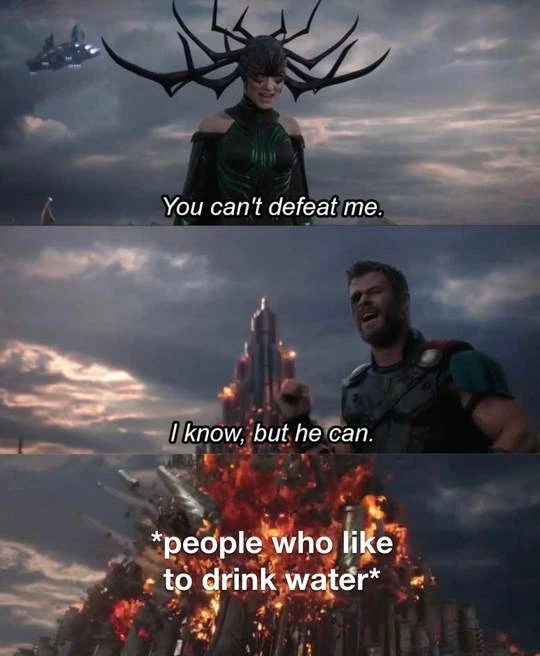 You can't defeat me.
I know, but he can.
*people who like
to drink water*